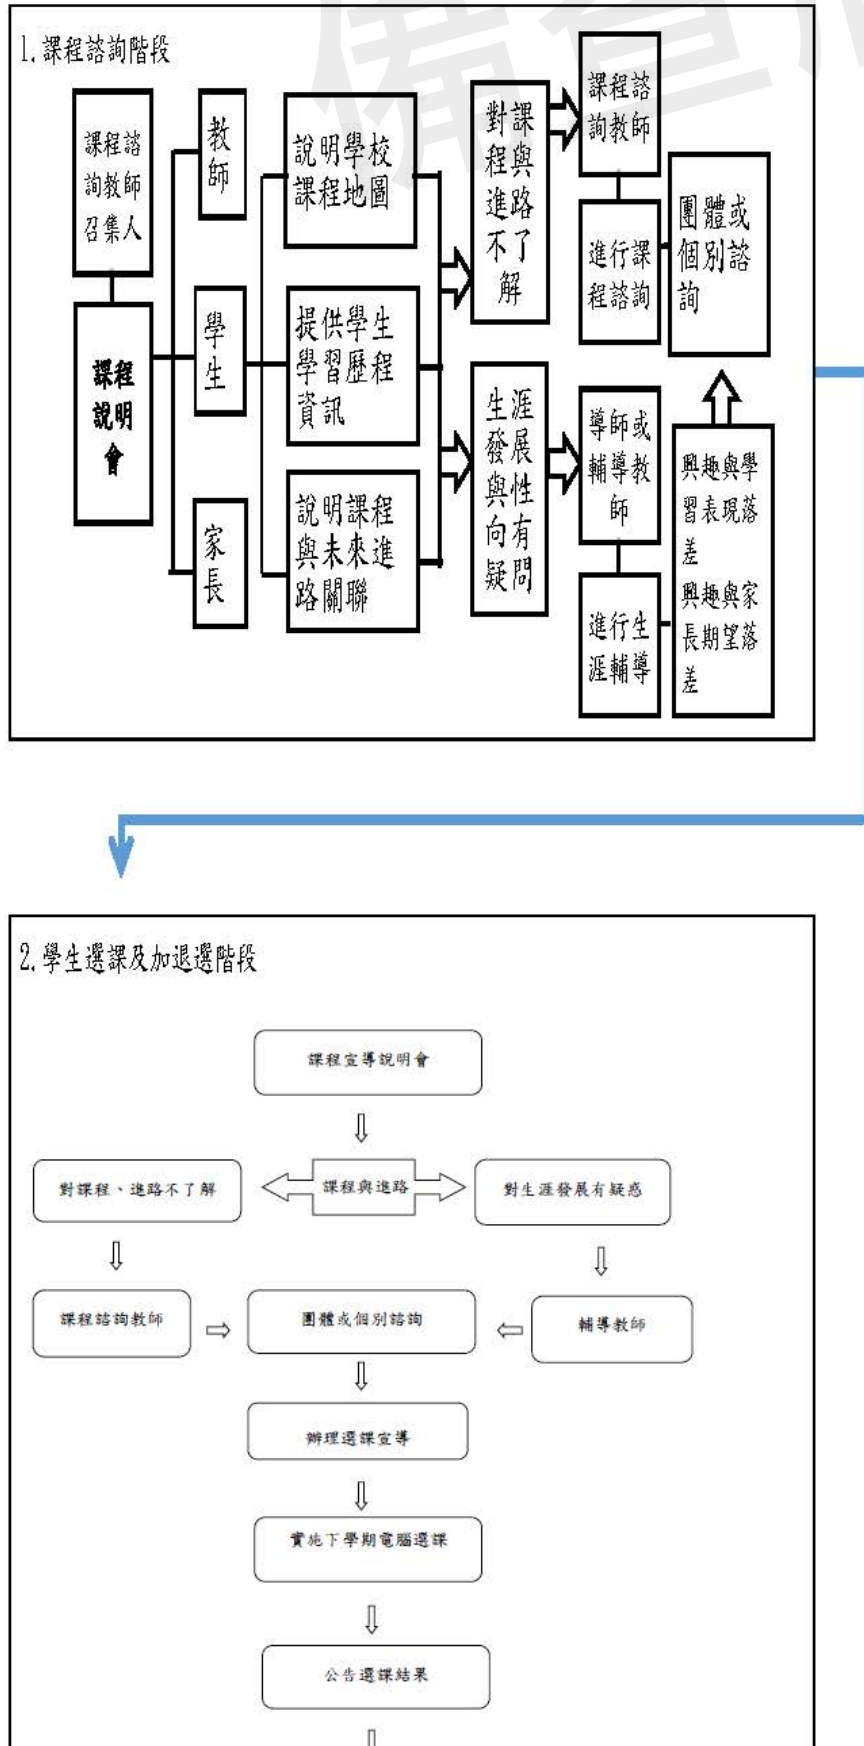 1.課程諮詢階段
課程諮
詢教師
召集人
課程
說明
會
教
師
學
生
家
長
說明學校
課程地圖
提供學生
學習歷程
資訊
說明課程
與未來進
路關聯
對課
程與
進路
不了
解
生涯
發展
與性
向有
疑問
課程諮
詢教師
進行課
程諮詢
團體或
個別諮
詢
導師或
輔導教
師
進行生
涯輔導
興趣與學
習表現落
差
興趣與家
長期望落
差
2.學生選課及加退選階段
課程宣導說明會
對課程、進路不了解
課程與進路
對生涯發展有疑惑
課程諮詢教師
團體或個別諮詢
輔導教師
辦理選課宣導
實施下學期電腦選課
公告選課結果